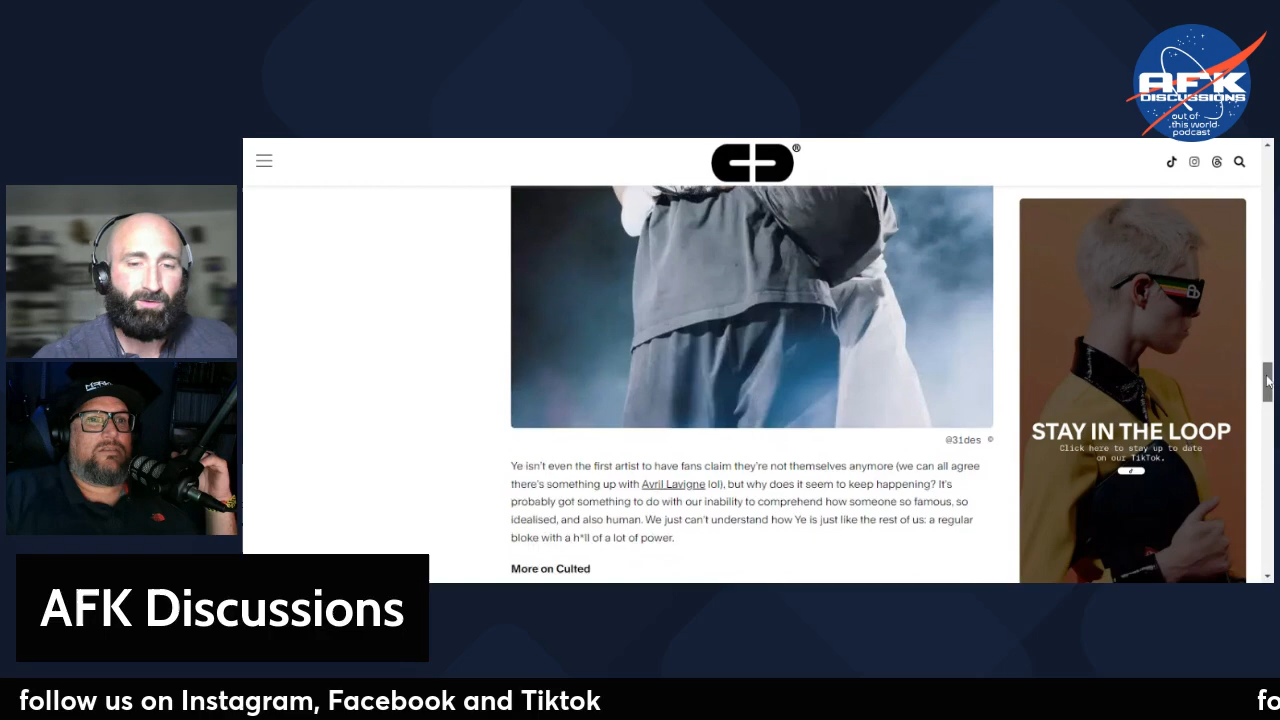 AFK
DISCUSSIONS
out of
this world
podcast
@31des ©
Ye isn't even the first artist to have fans claim they're not themselves anymore (we can all agree
there's something up with Avril Lavigne lol), but why does it seem to keep happening? It's
probably got something to do with our inability to comprehend how someone so famous, so
idealised, and also human. We just can't understand how Ye is just like the rest of us: a regular
bloke with a h*ll of a lot of power.
More on Culted
STAY IN THE LOOP
Click here to stay up to date
on our TikTok.
AFK Discussions
follow us on Instagram, Facebook and Tiktok
fo